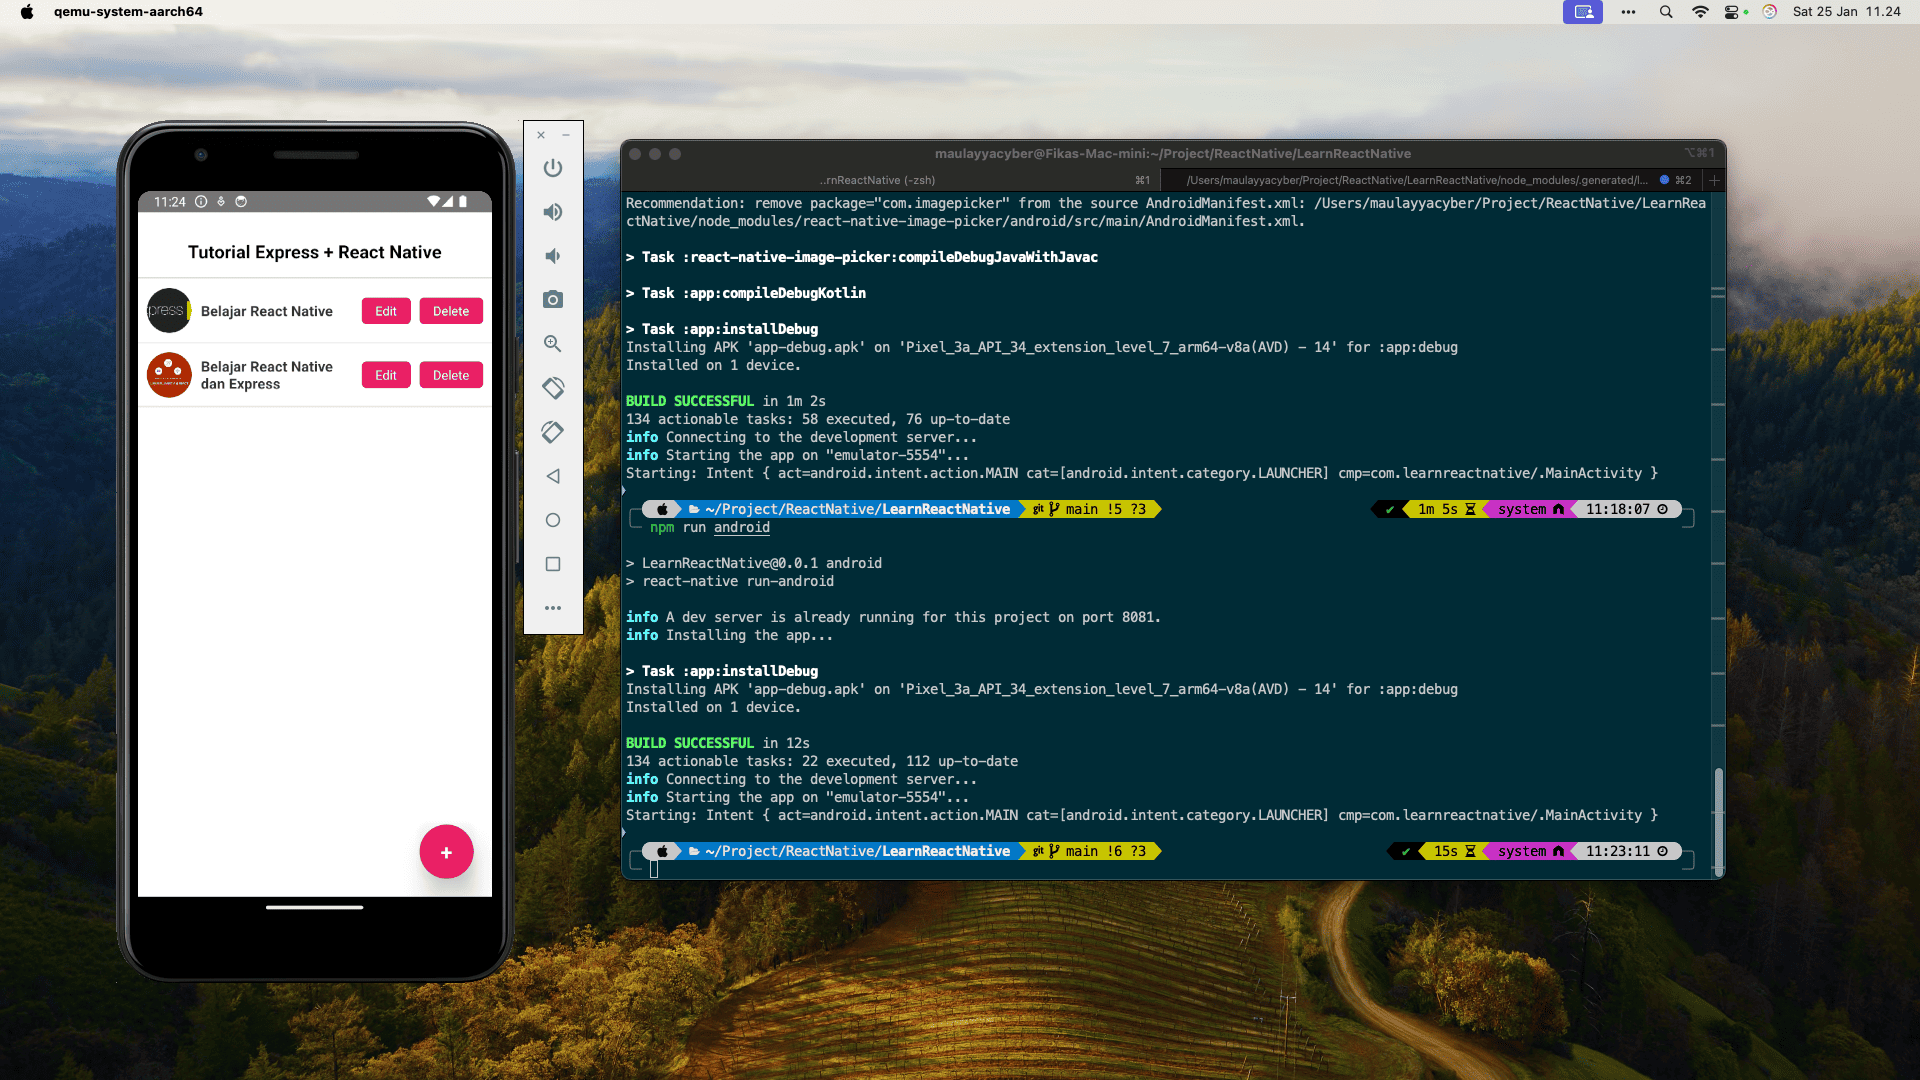 qemu-system-aarch64
Sat 25 Jan 11.24
11:24
Tutorial Express + React Native
press
Belajar React Native
Edit
Delete
Belajar React Native
dan Express
Edit
Delete
+
maulayyacyber@Fikas-Mac-mini:~/Project/ReactNative/LearnReactNative
⌥⌘1
..rnReactNative (-zsh)
⌘1
/Users/maulayyacyber/Project/ReactNative/LearnReactNative/node_modules/.generated/l...
⌘2
Recommendation: remove package="com.imagepicker" from the source AndroidManifest.xml: /Users/maulayyacyber/Project/ReactNative/LearnRea
ctNative/node_modules/react-native-image-picker/android/src/main/AndroidManifest.xml.
> Task :react-native-image-picker:compileDebugJavaWithJavac
> Task :app:compileDebugKotlin
> Task :app:installDebug
Installing APK 'app-debug.apk' on 'Pixel_3a_API_34_extension_level_7_arm64-v8a(AVD) - 14' for :app:debug
Installed on 1 device.
BUILD SUCCESSFUL in 1m 2s
134 actionable tasks: 58 executed, 76 up-to-date
info Connecting to the development server...
info Starting the app on "emulator-5554"...
Starting: Intent { act=android.intent.action.MAIN cat=[android.intent.category.LAUNCHER] cmp=com.learnreactnative/.MainActivity }
~/Project/ReactNative/LearnReactNative git main !5 ?3 ✔ 1m 5s system 11:18:07
npm run android
> LearnReactNative@0.0.1 android
> react-native run-android
info A dev server is already running for this project on port 8081.
info Installing the app...
> Task :app:installDebug
Installing APK 'app-debug.apk' on 'Pixel_3a_API_34_extension_level_7_arm64-v8a(AVD) - 14' for :app:debug
Installed on 1 device.
BUILD SUCCESSFUL in 12s
134 actionable tasks: 22 executed, 112 up-to-date
info Connecting to the development server...
info Starting the app on "emulator-5554"...
Starting: Intent { act=android.intent.action.MAIN cat=[android.intent.category.LAUNCHER] cmp=com.learnreactnative/.MainActivity }
~/Project/ReactNative/LearnReactNative git main !6 ?3 ✔ 15s system 11:23:11